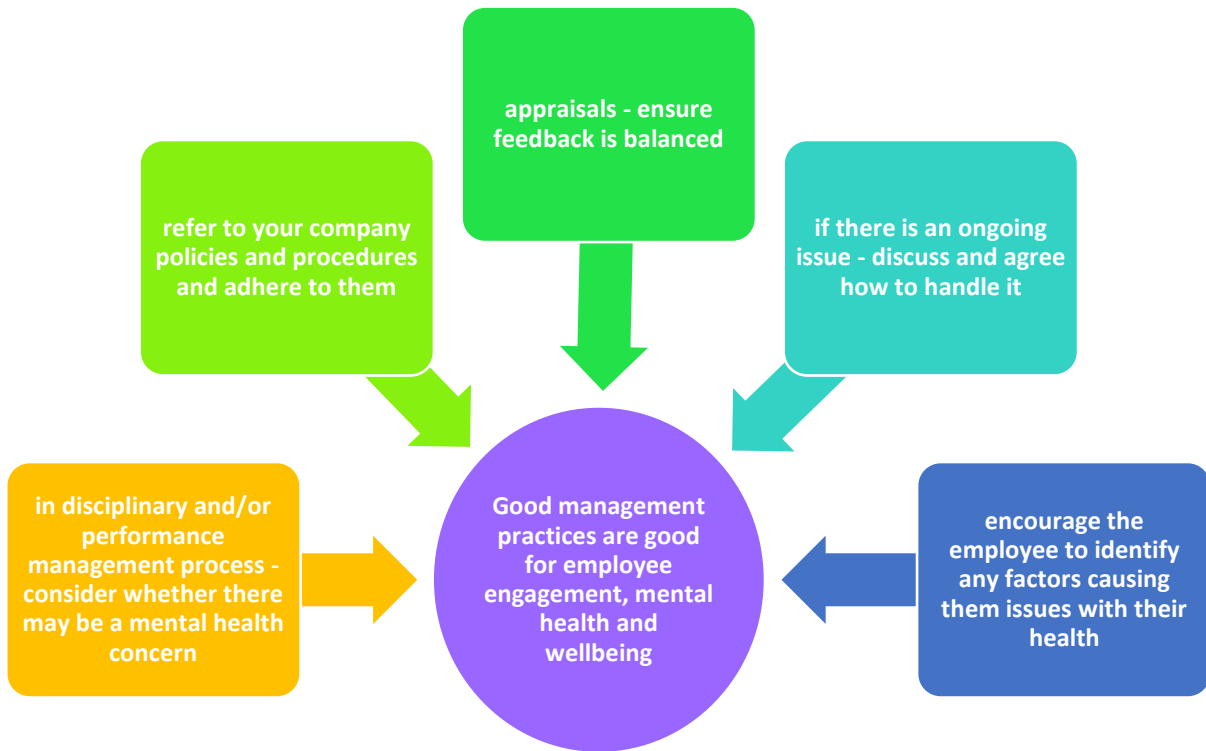 appraisals - ensure
feedback is balanced
refer to your company
policies and procedures
and adhere to them
if there is an ongoing
issue - discuss and agree
how to handle it
in disciplinary and/or
performance
management process -
consider whether there
may be a mental health
concern
Good management
practices are good
for employee
engagement, mental
health and
wellbeing
encourage the
employee to identify
any factors causing
them issues with their
health